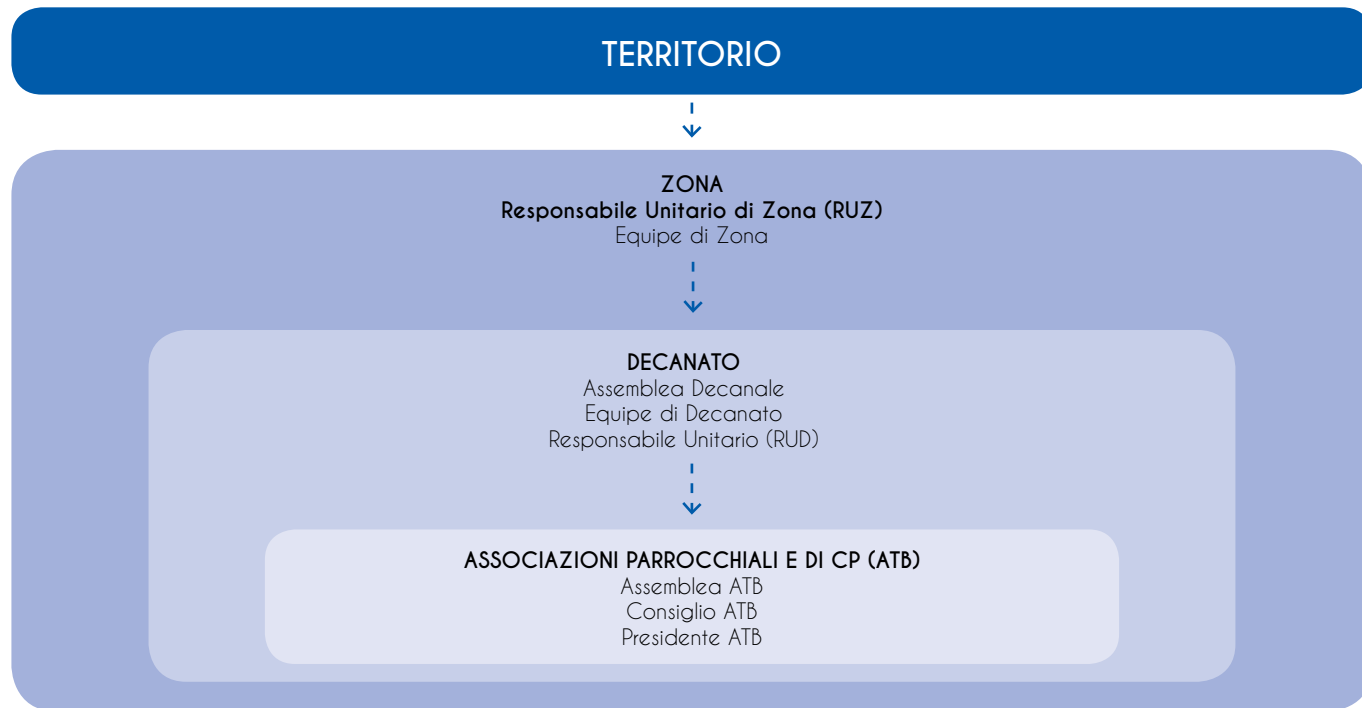 TERRITORIO
ZONA
Responsabile Unitario di Zona (RUZ)
Equipe di Zona
DECANATO
Assemblea Decanale
Equipe di Decanato
Responsabile Unitario (RUD)
ASSOCIAZIONI PARROCCHIALI E DI CP (ATB)
Assemblea ATB
Consiglio ATB
Presidente ATB